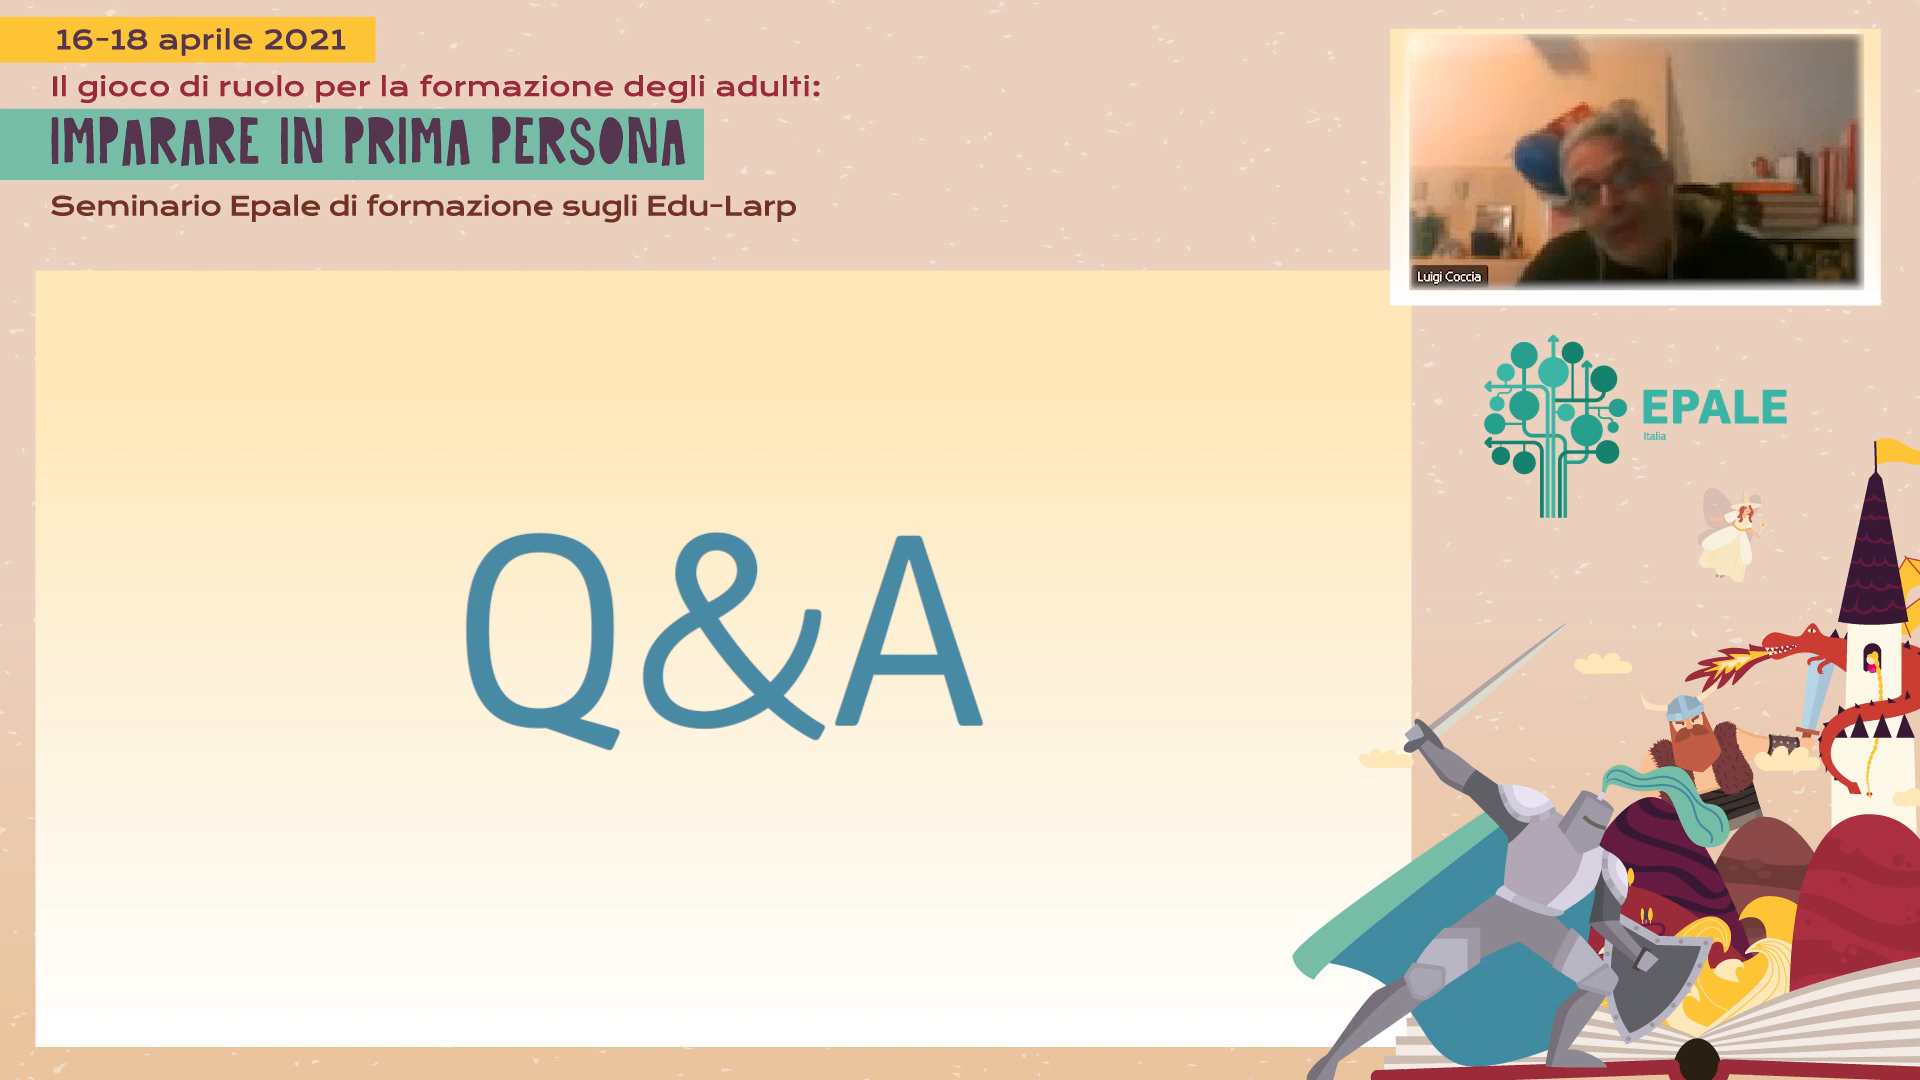 16-18 aprile 2021
Il gioco di ruolo per la formazione degli adulti:
IMPARARE IN PRIMA PERSONA
Seminario Epale di formazione sugli Edu-Larp
Luigi Coccia
EPALE
Italia
Q&A